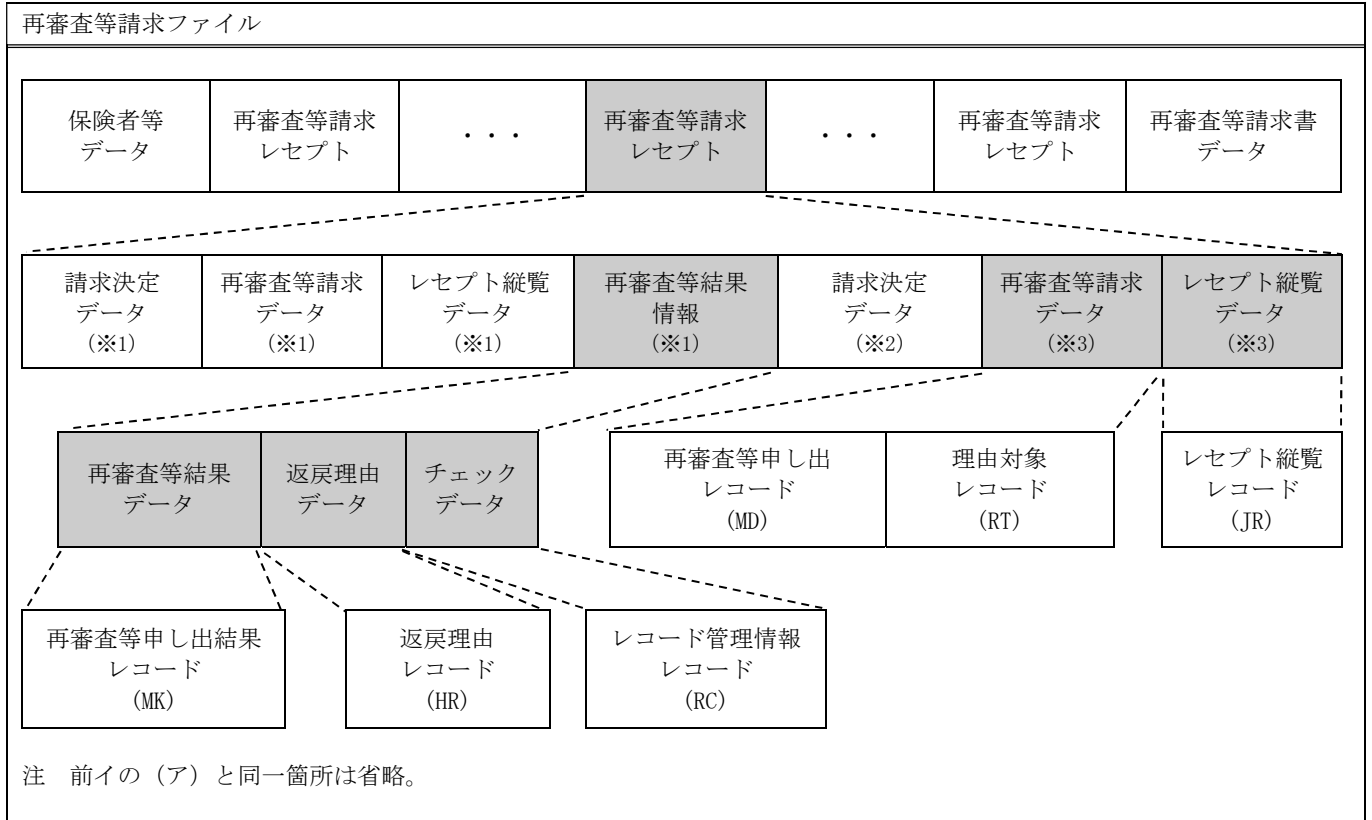 再審査等請求ファイル
保険者等
データ
再審査等請求
レセプト
・・・
再審査等請求
レセプト
・・・
再審査等請求
レセプト
再審査等請求書
データ
請求決定
データ
(※1)
再審査等請求
データ
(※1)
レセプト縦覧
データ
(※1)
再審査等結果
情報
(※1)
請求決定
データ
(※2)
再審査等請求
データ
(※3)
レセプト縦覧
データ
(※3)
再審査等結果
データ
返戻理由
データ
チェック
データ
再審査等申し出
レコード
(MD)
理由対象
レコード
(RT)
レセプト縦覧
レコード
(JR)
再審査等申し出結果
レコード
(MK)
返戻理由
レコード
(HR)
レコード管理情報
レコード
(RC)
注　前イの（ア）と同一箇所は省略。